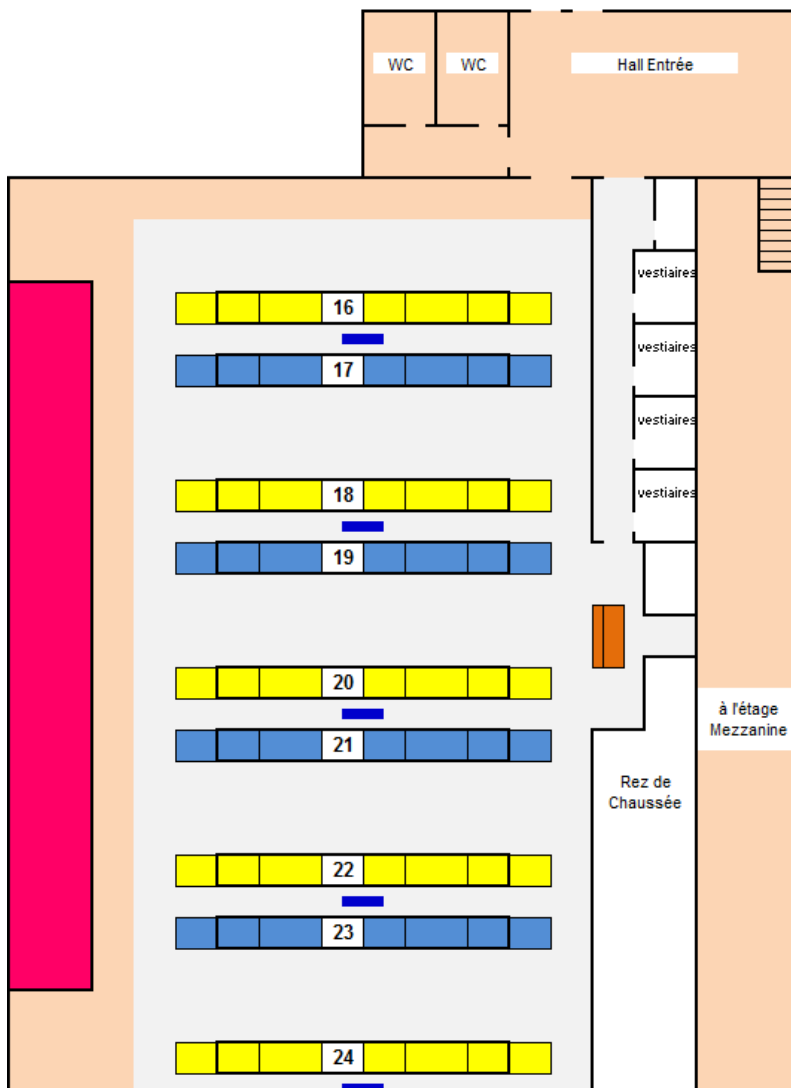 WC
WC
Hall Entrée
vestiaires
16
17
vestiaires
vestiaires
18
vestiaires
19
20
à l'étage
Mezzanine
21
Rez de
Chaussée
22
23
24